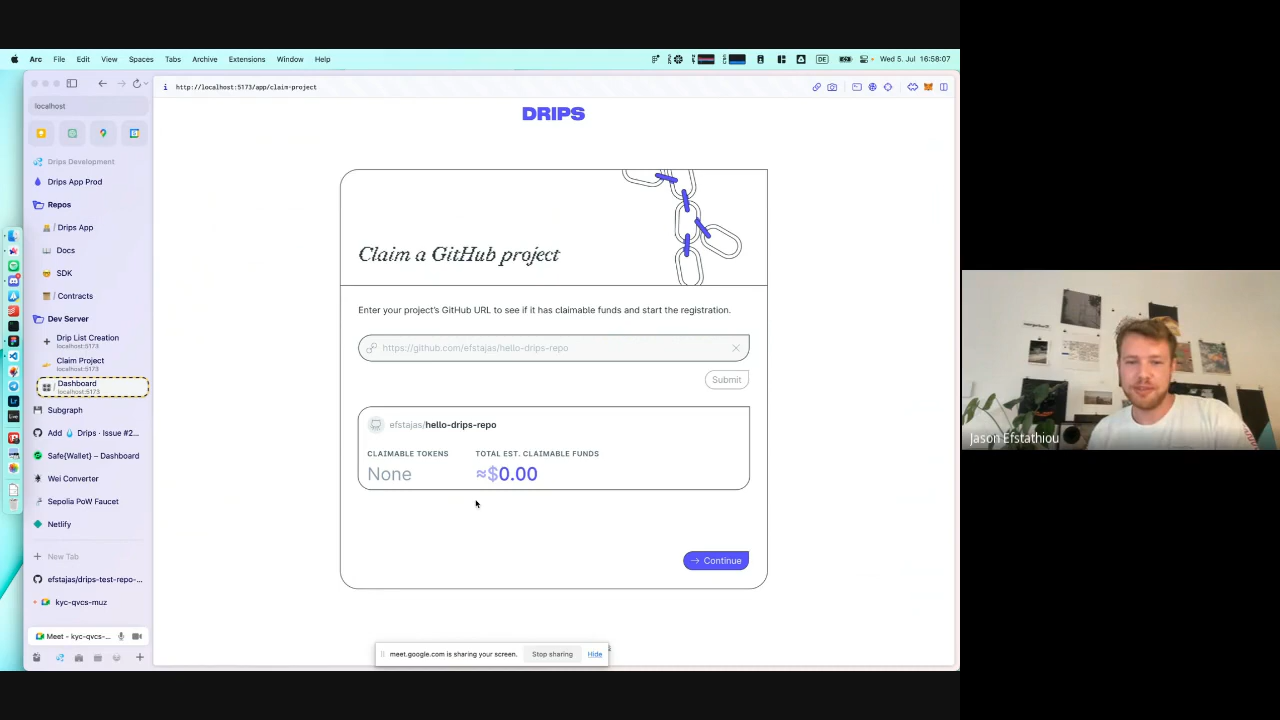 Arc File Edit View Spaces Tabs Archive Extensions Window Help
DE
Wed 5. Jul 16:58:07
http://localhost:5173/app/claim-project
localhost
Drips Development
Drips App Prod
Repos
/ Drips App
Docs
SDK
/ Contracts
Dev Server
Drip List Creation
localhost:5173
Claim Project
localhost:5173
/ Dashboard
localhost:5173
Subgraph
Add 💧 Drips · Issue #2...
Safe{Wallet} – Dashboard
Wei Converter
Sepolia PoW Faucet
Netlify
New Tab
efstajas/drips-test-repo-...
kyc-qvcs-muz
Meet – kyc-qvcs-...
DRIPS
Claim a GitHub project
Enter your project's GitHub URL to see if it has claimable funds and start the registration.
https://github.com/efstajas/hello-drips-repo
Submit
efstajas/hello-drips-repo
CLAIMABLE TOKENS TOTAL EST. CLAIMABLE FUNDS
None ≈$0.00
Continue
meet.google.com is sharing your screen. Stop sharing Hide
Jason Efstathiou